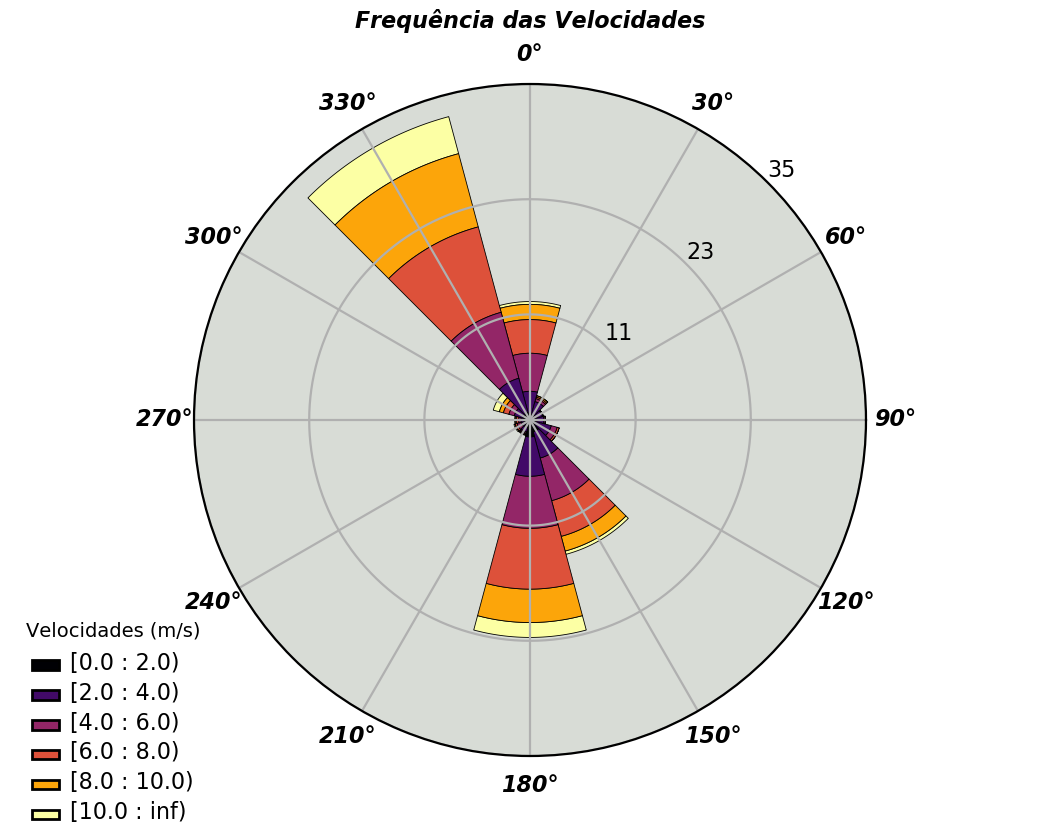 Frequência das Velocidades
0°
330°
30°
35
300°
60°
23
11
270°
90°
240°
120°
Velocidades (m/s)
[0.0 : 2.0)
[2.0 : 4.0)
[4.0 : 6.0)
210°
150°
[6.0 : 8.0)
[8.0 : 10.0)
180°
[10.0 : inf)